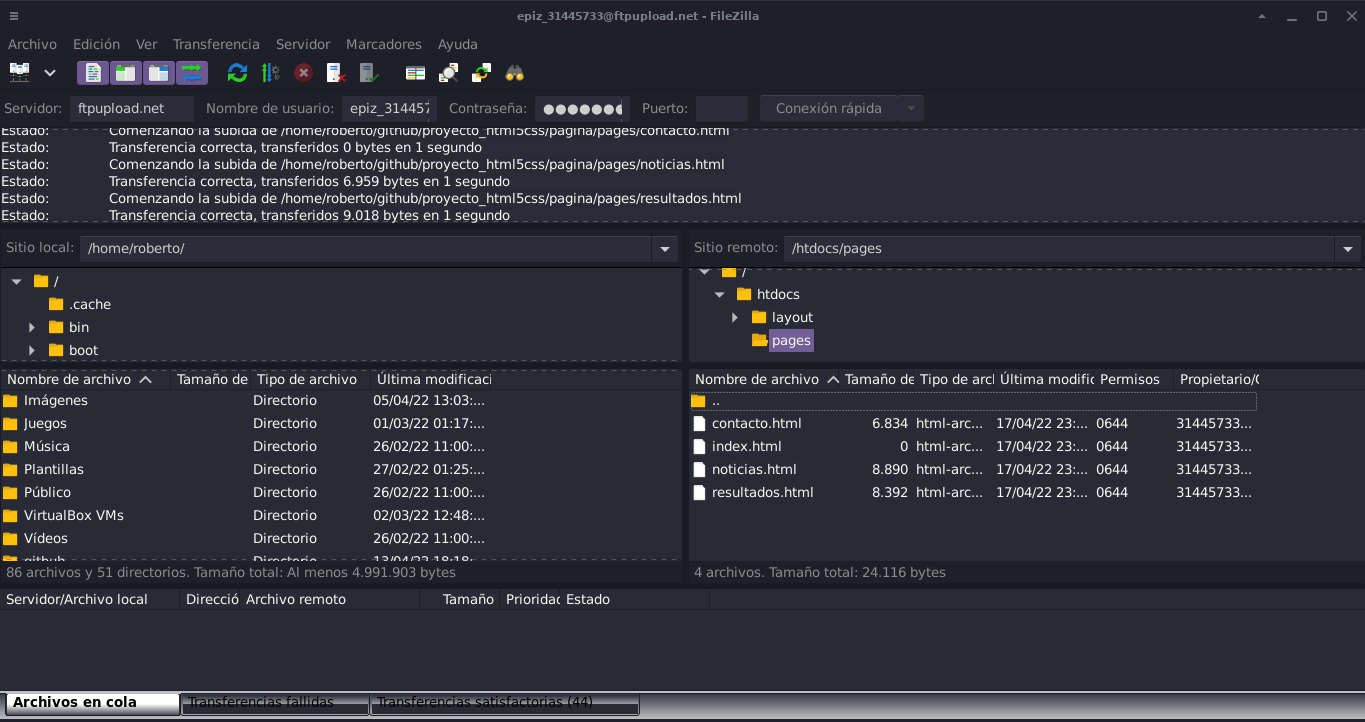 epiz_31445733@ftpupload.net - FileZilla
Archivo Edición Ver Transferencia Servidor Marcadores Ayuda
Servidor: ftpupload.net Nombre de usuario: epiz_31445 Contraseña: ●●●●●●● Puerto: Conexión rápida
Estado: Comenzando la subida de /home/roberto/github/proyecto_html5css/pagina/pages/contacto.html
Estado: Transferencia correcta, transferidos 0 bytes en 1 segundo
Estado: Comenzando la subida de /home/roberto/github/proyecto_html5css/pagina/pages/noticias.html
Estado: Transferencia correcta, transferidos 6.959 bytes en 1 segundo
Estado: Comenzando la subida de /home/roberto/github/proyecto_html5css/pagina/pages/resultados.html
Estado: Transferencia correcta, transferidos 9.018 bytes en 1 segundo
Sitio local: /home/roberto/
/
.cache
bin
boot
Nombre de archivo Tamaño de Tipo de archivo Última modificaci
Imágenes Directorio 05/04/22 13:03:...
Juegos Directorio 01/03/22 01:17:...
Música Directorio 26/02/22 11:00:...
Plantillas Directorio 27/02/22 01:25:...
Público Directorio 26/02/22 11:00:...
VirtualBox VMs Directorio 02/03/22 12:48:...
Vídeos Directorio 26/02/22 11:00:...
github Directorio 13/04/22 18:18:...
86 archivos y 51 directorios. Tamaño total: Al menos 4.991.903 bytes
Sitio remoto: /htdocs/pages
/
htdocs
layout
pages
Nombre de archivo Tamaño de Tipo de arcl Última modific Permisos Propietario/G
..
contacto.html 6.834 html-arc... 17/04/22 23:... 0644 31445733...
index.html 0 html-arc... 17/04/22 23:... 0644 31445733...
noticias.html 8.890 html-arc... 17/04/22 23:... 0644 31445733...
resultados.html 8.392 html-arc... 17/04/22 23:... 0644 31445733...
4 archivos. Tamaño total: 24.116 bytes
Servidor/Archivo local Direcció Archivo remoto Tamaño Prioridac Estado
Archivos en cola Transferencias fallidas Transferencias satisfactorias (44)